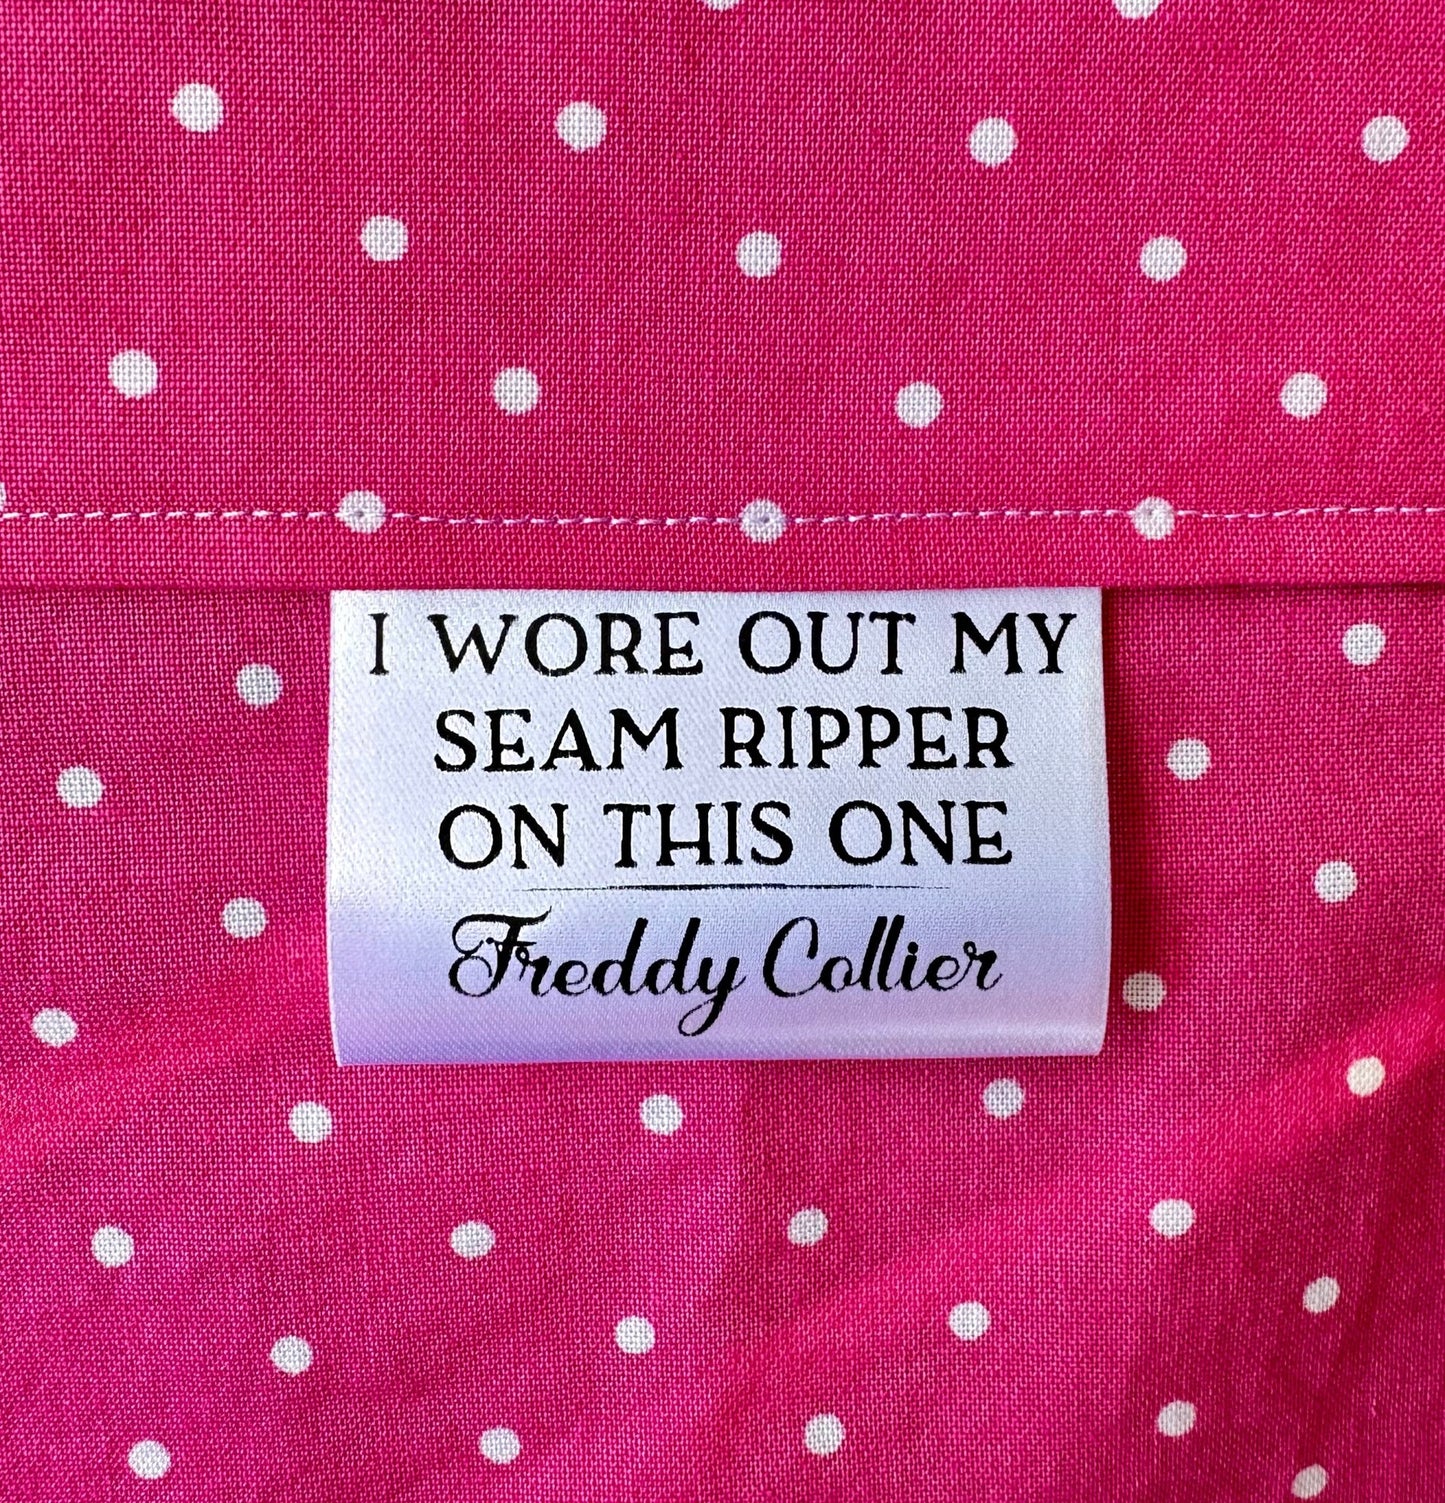 I WORE OUT MY
SEAM RIPPER
ON THIS ONE
Freddy Collier